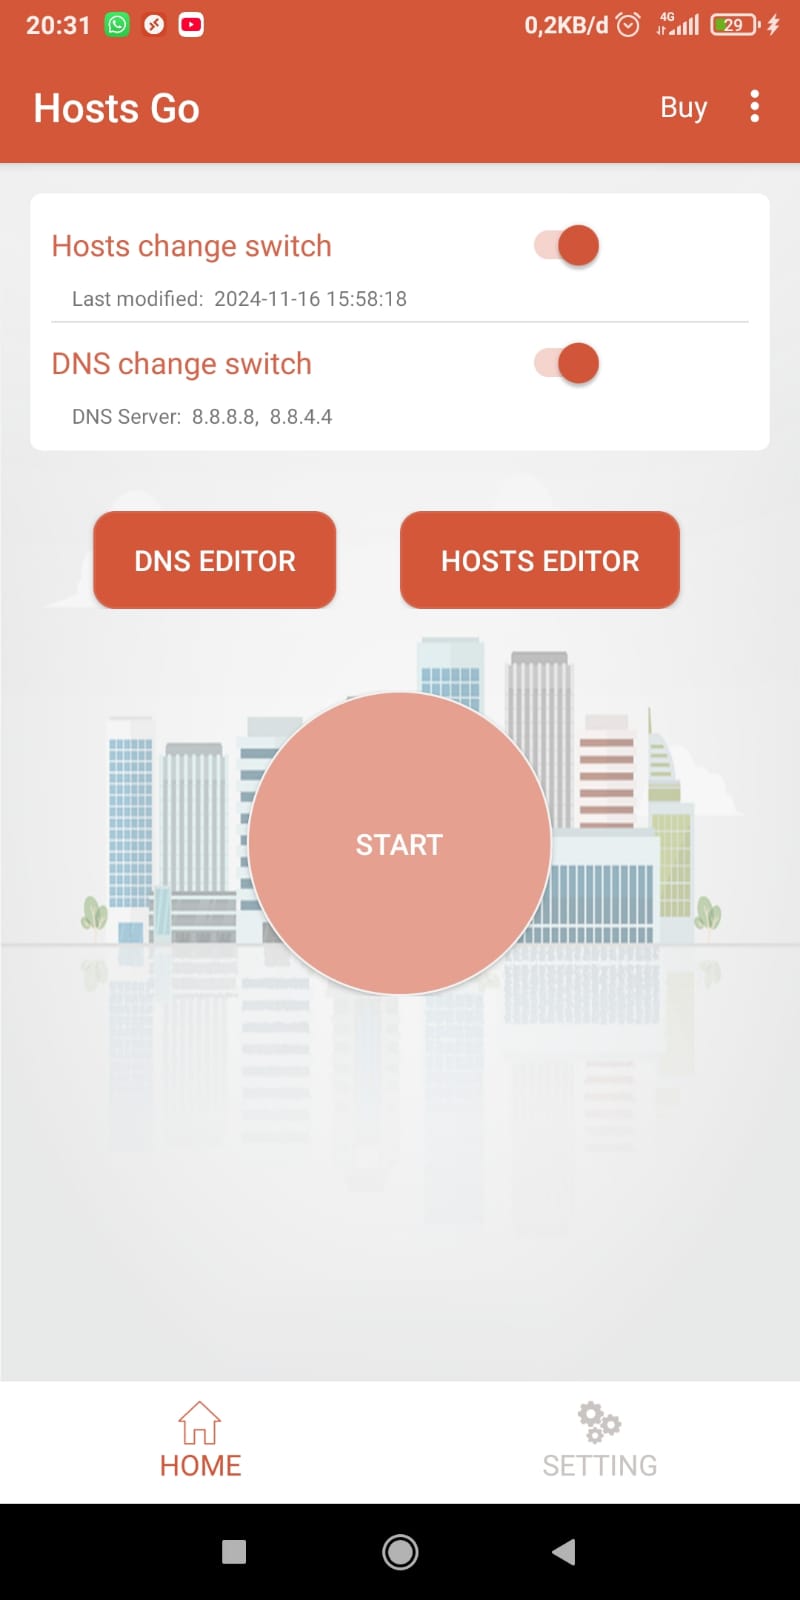 20:31 0,2KB/d 4G 29
Hosts Go Buy
Hosts change switch
Last modified: 2024-11-16 15:58:18
DNS change switch
DNS Server: 8.8.8.8, 8.8.4.4
DNS EDITOR HOSTS EDITOR
START
HOME SETTING